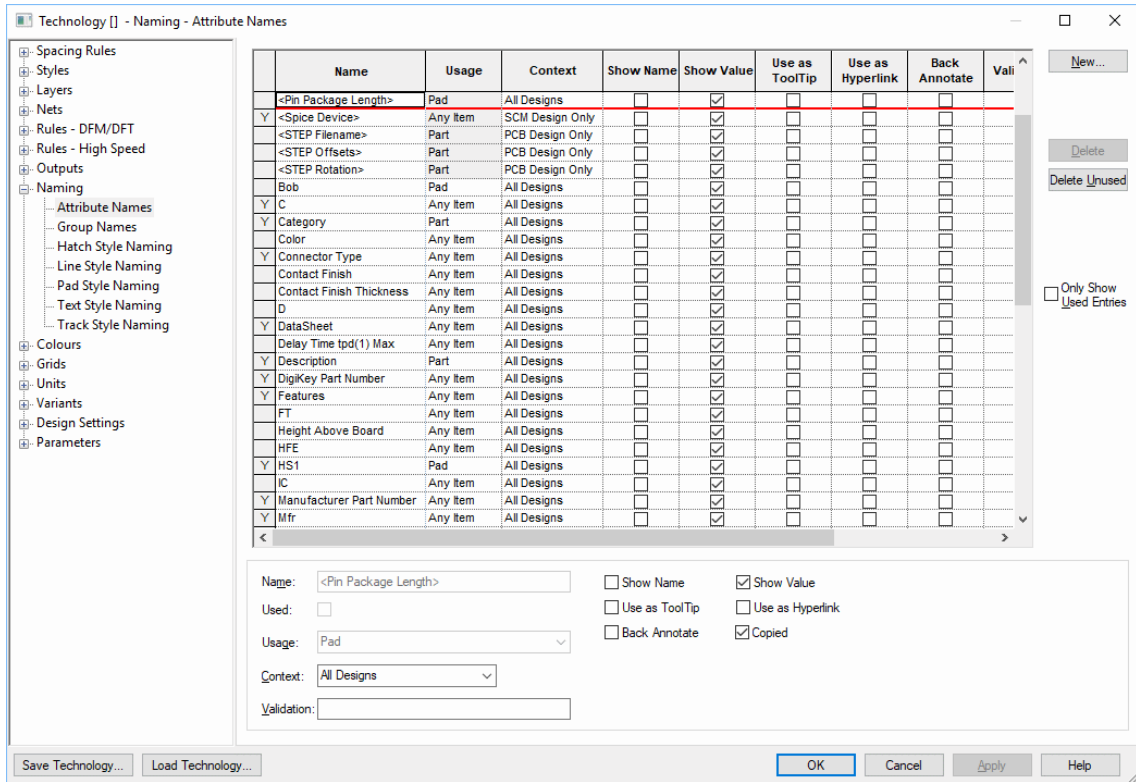 Technology [] - Naming - Attribute Names
Spacing Rules
Styles
Layers
Nets
Rules - DFM/DFT
Rules - High Speed
Outputs
Naming
Attribute Names
Group Names
Hatch Style Naming
Line Style Naming
Pad Style Naming
Text Style Naming
Track Style Naming
Colours
Grids
Units
Variants
Design Settings
Parameters
Name Usage Context Show Name Show Value Use as ToolTip Use as Hyperlink Back Annotate Vali
<Pin Package Length> Pad All Designs
Y <Spice Device> Any Item SCM Design Only
<STEP Filename> Part PCB Design Only
<STEP Offsets> Part PCB Design Only
<STEP Rotation> Part PCB Design Only
Bob Pad All Designs
Y C Any Item All Designs
Y Category Part All Designs
Color Any Item All Designs
Y Connector Type Any Item All Designs
Contact Finish Any Item All Designs
Contact Finish Thickness Any Item All Designs
D Any Item All Designs
Y DataSheet Any Item All Designs
Delay Time tpd(1) Max Any Item All Designs
Y Description Part All Designs
Y DigiKey Part Number Any Item All Designs
Y Features Any Item All Designs
FT Any Item All Designs
Height Above Board Any Item All Designs
HFE Any Item All Designs
Y HS1 Pad All Designs
IC Any Item All Designs
Y Manufacturer Part Number Any Item All Designs
Y Mfr Any Item All Designs
New...
Delete
Delete Unused
Only Show
Used Entries
Name: <Pin Package Length>
Used:
Usage: Pad
Context: All Designs
Validation:
Show Name Show Value
Use as ToolTip Use as Hyperlink
Back Annotate Copied
Save Technology... Load Technology... OK Cancel Apply Help